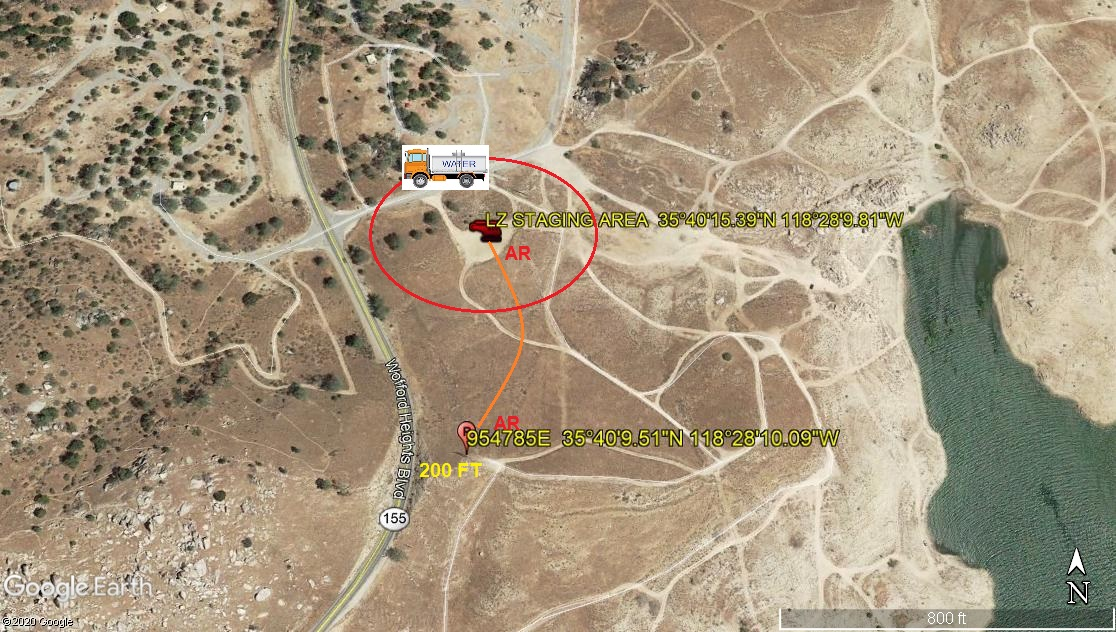 WATER
LZ STAGING AREA 35°40'15.39"N 118°28'9.81"W
AR
Wofford Heights Blvd
AR
954785E 35°40'9.51"N 118°28'10.09"W
200 FT
155
Google Earth
©2020 Google
N
800 ft